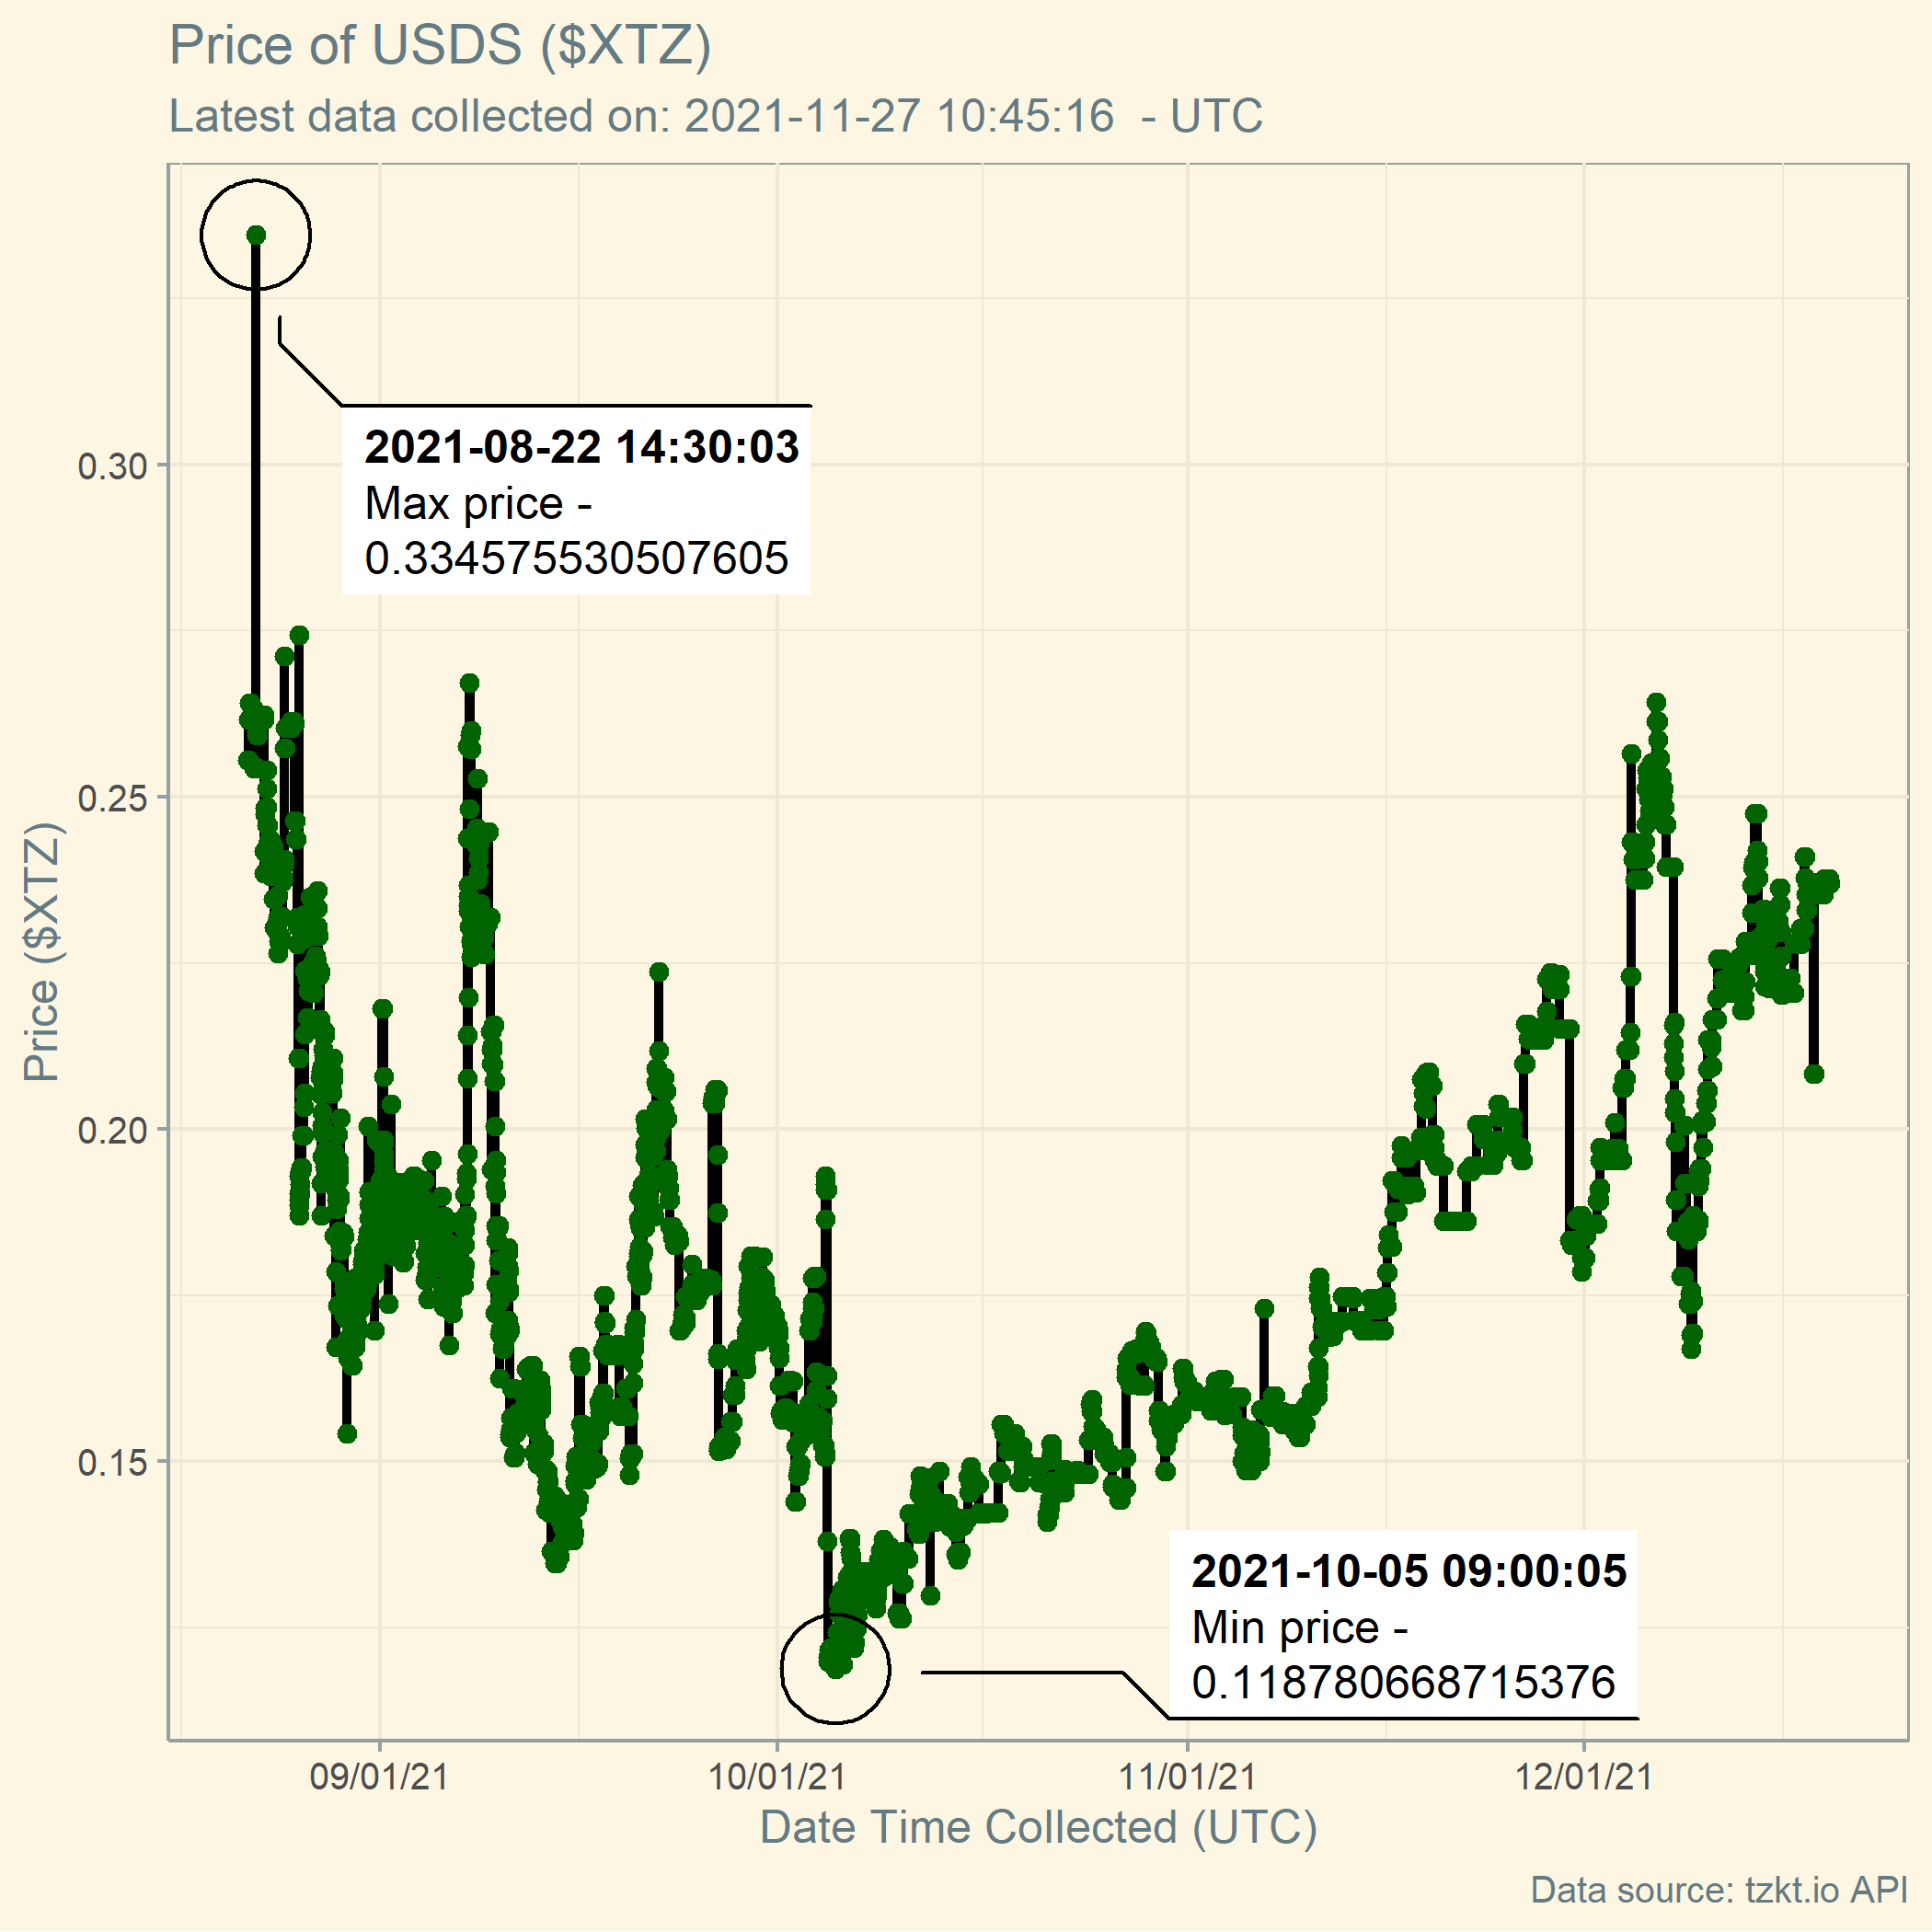 Price of USDS ($XTZ)
Latest data collected on: 2021-11-27 10:45:16  - UTC
2021-08-22 14:30:03
Max price -
0.334575530507605
0.30
0.25
0.20
0.15
Price ($XTZ)
2021-10-05 09:00:05
Min price -
0.118780668715376
09/01/21
10/01/21
11/01/21
12/01/21
Date Time Collected (UTC)
Data source: tzkt.io API